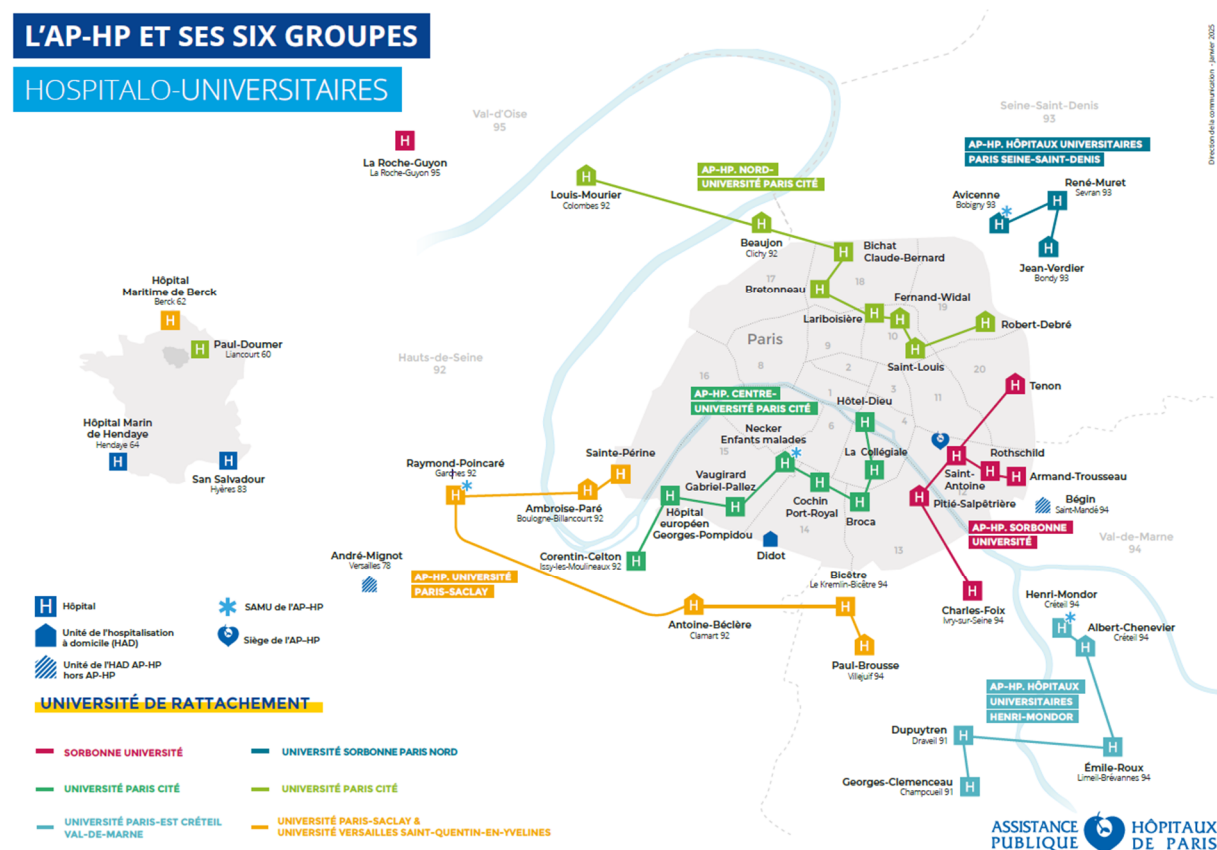 L'AP-HP ET SES SIX GROUPES
HOSPITALO-UNIVERSITAIRES
Direction de la communication - janvier 2025
Val-d'Oise
95
Seine-Saint-Denis
93
H
La Roche-Guyon
La Roche-Guyon 95
H
Louis-Mourier
Colombes 92
AP-HP. NORD-
UNIVERSITÉ PARIS CITÉ
AP-HP. HÔPITAUX UNIVERSITAIRES
PARIS SEINE-SAINT-DENIS
Avicenne
Bobigny 93
H
René-Muret
Sevran 93
H
H
Jean-Verdier
Bondy 93
H
Beaujon
Clichy 92
H
Bichat
Claude-Bernard
17
18
19
Bretonneau
H
Fernand-Widal
H
Lariboisière
H
10
H
Robert-Debré
H
Saint-Louis
Paris
9
8
2
16
1
3
11
20
Hôpital
Maritime de Berck
Berck 62
H
H
Paul-Doumer
Liancourt 60
Hauts-de-Seine
92
Hôpital Marin
de Hendaye
Hendaye 64
H
H
San Salvadour
Hyères 83
AP-HP. CENTRE-
UNIVERSITÉ PARIS CITÉ
Hôtel-Dieu
H
4
6
H
Tenon
Necker
Enfants malades
H
15
La Collégiale
H
Vaugirard
Gabriel-Pallez
H
Cochin
Port-Royal
H
Broca
H
Hôpital
européen
Georges-Pompidou
H
Corentin-Celton
Issy-les-Moulineaux 92
H
14
Didot
13
12
H
Saint-
Antoine
Rothschild
H
H
Armand-Trousseau
H
Pitié-Salpêtrière
Bégin
Saint-Mandé 94
AP-HP. SORBONNE
UNIVERSITÉ
Val-de-Marne
94
H
Charles-Foix
Ivry-sur-Seine 94
Raymond-Poincaré
Garches 92
H
Sainte-Périne
H
H
Ambroise-Paré
Boulogne-Billancourt 92
André-Mignot
Versailles 78
AP-HP. UNIVERSITÉ
PARIS-SACLAY
H
Antoine-Béclère
Clamart 92
Bicêtre
Le Kremlin-Bicêtre 94
H
H
Paul-Brousse
Villejuif 94
Henri-Mondor
Créteil 94
H
Albert-Chenevier
Créteil 94
H
AP-HP. HÔPITAUX
UNIVERSITAIRES
HENRI-MONDOR
Dupuytren
Draveil 91
H
H
Émile-Roux
Limeil-Brévannes 94
Georges-Clemenceau
Champcueil 91
H
H
Hôpital
SAMU de l'AP-HP
Unité de l'hospitalisation
à domicile (HAD)
Siège de l'AP-HP
Unité de l'HAD AP-HP
hors AP-HP
UNIVERSITÉ DE RATTACHEMENT
SORBONNE UNIVERSITÉ
UNIVERSITÉ SORBONNE PARIS NORD
UNIVERSITÉ PARIS CITÉ
UNIVERSITÉ PARIS CITÉ
UNIVERSITÉ PARIS-EST CRÉTEIL
VAL-DE-MARNE
UNIVERSITÉ PARIS-SACLAY &
UNIVERSITÉ VERSAILLES SAINT-QUENTIN-EN-YVELINES
ASSISTANCE
PUBLIQUE
HÔPITAUX
DE PARIS